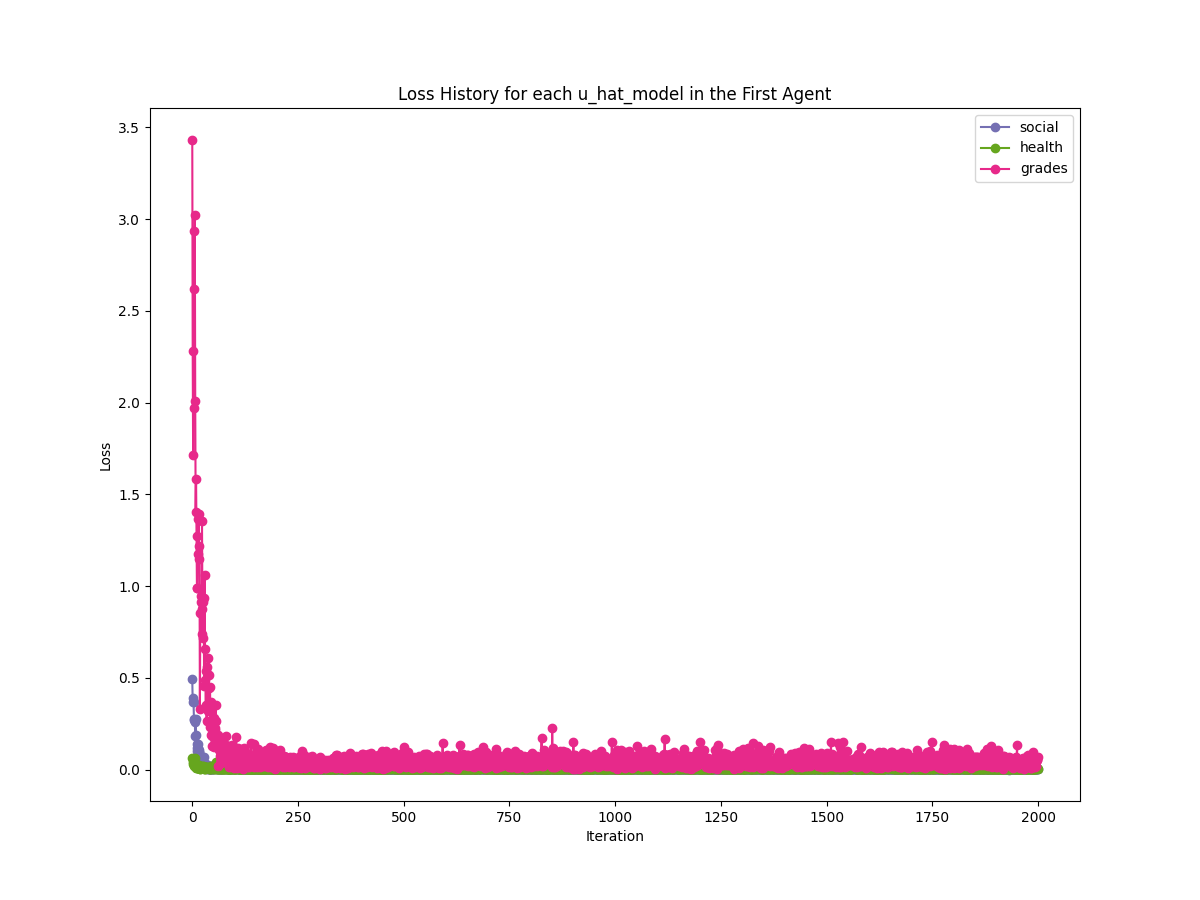 Loss History for each u_hat_model in the First Agent
social
health
grades
3.5
3.0
2.5
2.0
1.5
1.0
0.5
0.0
Loss
0 250 500 750 1000 1250 1500 1750 2000
Iteration